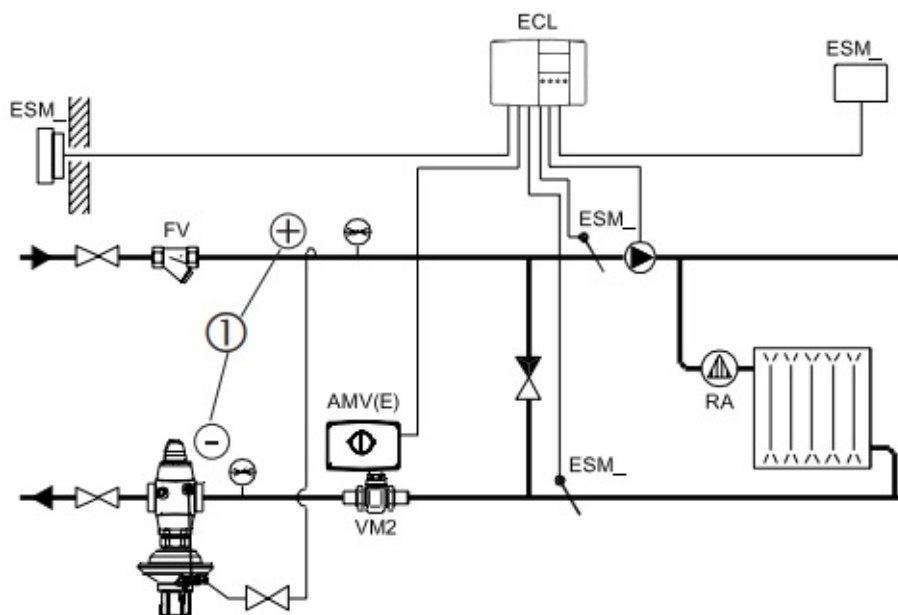 ECL
ESM_
ESM_
FV
+
ESM_
1
AMV(E)
RA
-
ESM_
VM2